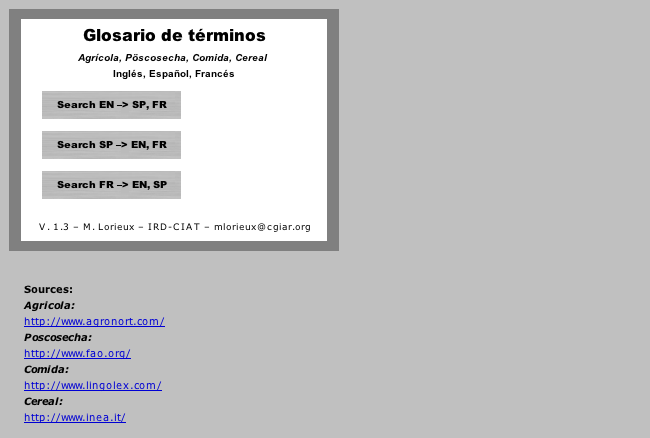 Glosario de términos
Agrícola, Pöscosecha, Comida, Cereal
Inglés, Español, Francés
Search EN –> SP, FR
Search SP –> EN, FR
Search FR –> EN, SP
V. 1.3 – M. Lorieux – IRD-CIAT – mlorieux@cgiar.org
Sources:
Agricola:
http://www.agronort.com/
Poscosecha:
http://www.fao.org/
Comida:
http://www.lingolex.com/
Cereal:
http://www.inea.it/